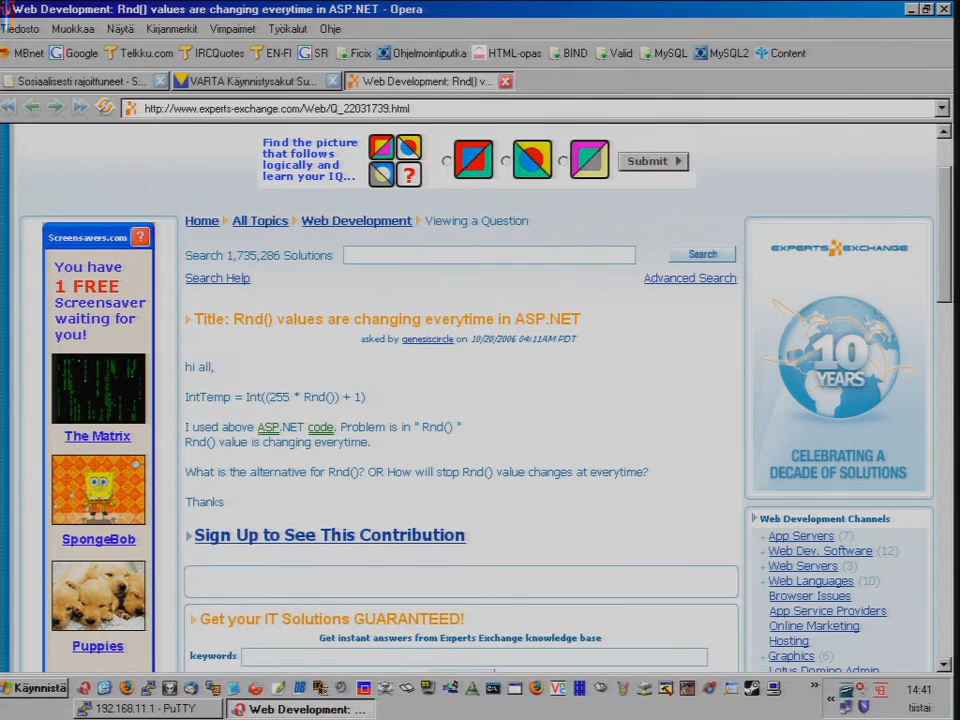 Web Development: Rnd() values are changing everytime in ASP.NET - Opera
Tiedosto Muokkaa Näytä Kirjanmerkit Vimpaimet Työkalut Ohje
MBnet Google Telkku.com IRCQuotes EN-FI SR Ficix Ohjelmointiputka HTML-opas BIND Valid MySQL MySQL2 Content
Sosiaalisesti rajoittuneet - S... VARTA Käynnistysakut Su... Web Development: Rnd() v...
http://www.experts-exchange.com/Web/Q_22031739.html
Find the picture
that follows
logically and
learn your IQ...
?
Submit
Home All Topics Web Development Viewing a Question
Search 1,735,286 Solutions Search
Search Help Advanced Search
Screensavers.com ?
You have
1 FREE
Screensaver
waiting for
you!
The Matrix
SpongeBob
Puppies
Title: Rnd() values are changing everytime in ASP.NET
asked by genesiscircle on 10/20/2006 04:11AM PDT
hi all,
IntTemp = Int((255 * Rnd()) + 1)
I used above ASP.NET code. Problem is in " Rnd() "
Rnd() value is changing everytime.
What is the alternative for Rnd()? OR How will stop Rnd() value changes at everytime?
Thanks
Sign Up to See This Contribution
Get your IT Solutions GUARANTEED!
Get instant answers from Experts Exchange knowledge base
keywords
EXPERTS EXCHANGE
10
YEARS
CELEBRATING A
DECADE OF SOLUTIONS
Web Development Channels
+ App Servers (7)
+ Web Dev. Software (12)
+ Web Servers (3)
+ Web Languages (10)
Browser Issues
App Service Providers
Online Marketing
Hosting
+ Graphics (6)
Lotus Domino Admin
Käynnistä
192.168.11.1 - PuTTY Web Development: ...
14:41
tiistai